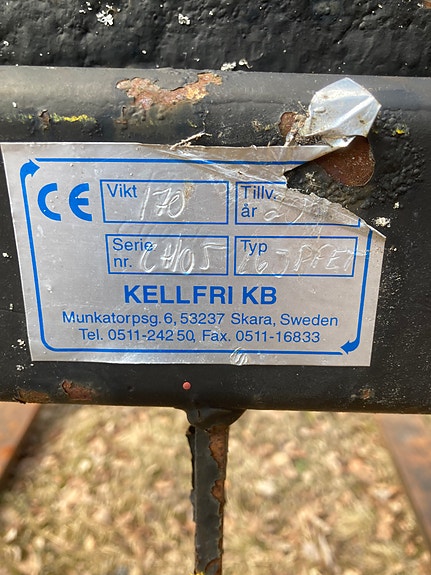 CE
Vikt 170
Tillv.
år
Serie
nr. CH105
Typ
KELLFRI KB
Munkatorpsg. 6, 53237 Skara, Sweden
Tel. 0511-242 50, Fax. 0511-16833